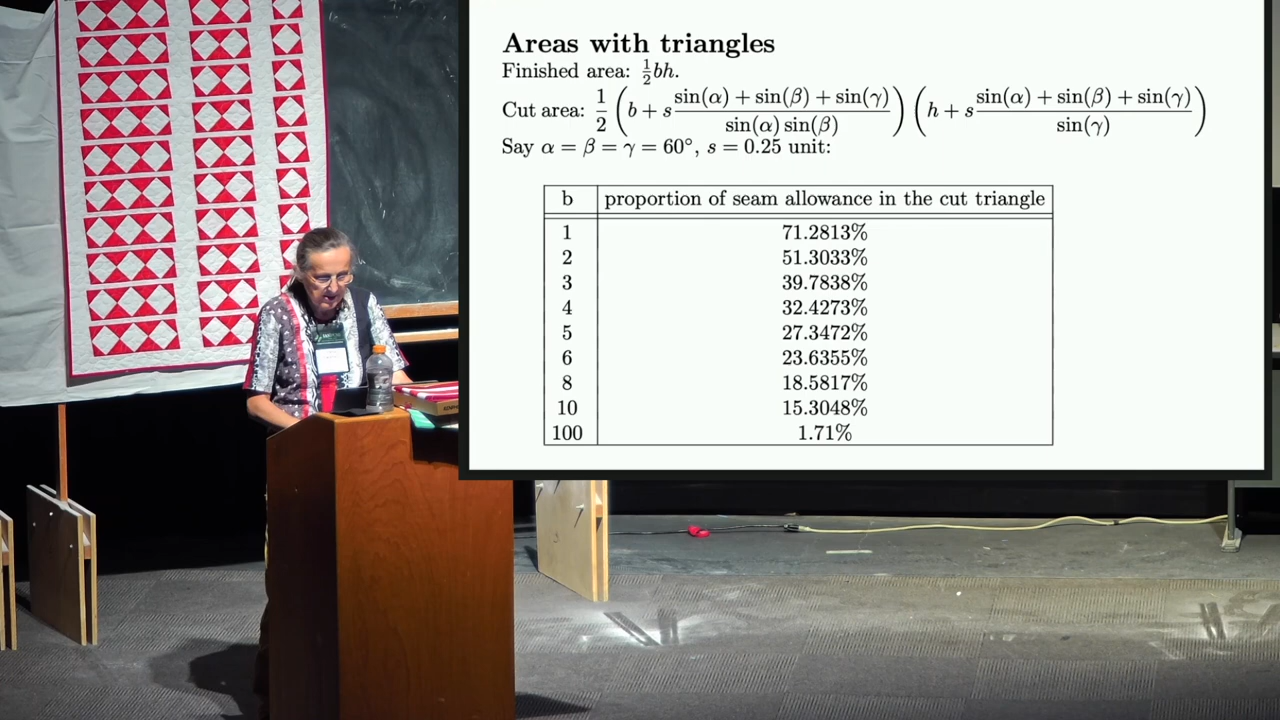 Areas with triangles
Finished area: ½bh.
Cut area: 1/2 (b + s (sin(α) + sin(β) + sin(γ))/(sin(α) sin(β))) (h + s (sin(α) + sin(β) + sin(γ))/sin(γ))
Say α = β = γ = 60°, s = 0.25 unit:
b proportion of seam allowance in the cut triangle
1 71.2813%
2 51.3033%
3 39.7838%
4 32.4273%
5 27.3472%
6 23.6355%
8 18.5817%
10 15.3048%
100 1.71%